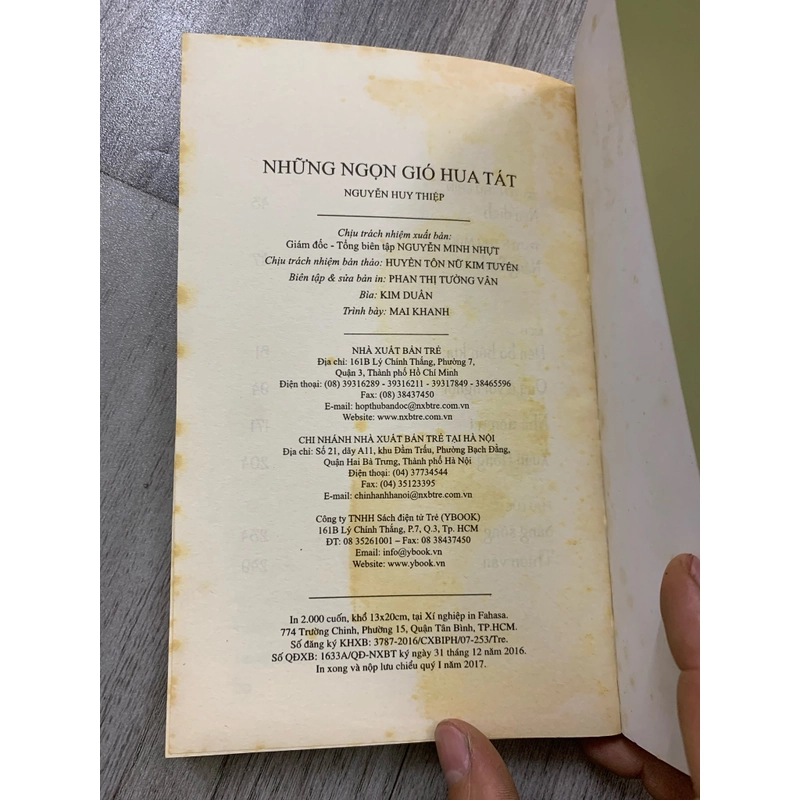 NHỮNG NGỌN GIÓ HUA TÁT
NGUYỄN HUY THIỆP
Chịu trách nhiệm xuất bản:
Giám đốc - Tổng biên tập NGUYỄN MINH NHỰT
Chịu trách nhiệm bản thảo: HUYỀN TÔN NỮ KIM TUYẾN
Biên tập & sửa bản in: PHAN THỊ TƯỜNG VÂN
Bìa: KIM DUẨN
Trình bày: MAI KHANH
NHÀ XUẤT BẢN TRẺ
Địa chỉ: 161B Lý Chính Thắng, Phường 7,
Quận 3, Thành phố Hồ Chí Minh
Điện thoại: (08) 39316289 - 39316211 - 39317849 - 38465596
Fax: (08) 38437450
E-mail: hopthubandoc@nxbtre.com.vn
Website: www.nxbtre.com.vn
CHI NHÁNH NHÀ XUẤT BẢN TRẺ TẠI HÀ NỘI
Địa chỉ: Số 21, dãy A11, khu Đầm Trấu, Phường Bạch Đằng,
Quận Hai Bà Trưng, Thành phố Hà Nội
Điện thoại: (04) 37734544
Fax: (04) 35123395
E-mail: chinhanhhanoi@nxbtre.com.vn
Công ty TNHH Sách điện tử Trẻ (YBOOK)
161B Lý Chính Thắng, P.7, Q.3, Tp. HCM
ĐT: 08 35261001 – Fax: 08 38437450
Email: info@ybook.vn
Website: www.ybook.vn
In 2.000 cuốn, khổ 13x20cm, tại Xí nghiệp in Fahasa.
774 Trường Chinh, Phường 15, Quận Tân Bình, TP.HCM.
Số đăng ký KHXB: 3787-2016/CXBIPH/07-253/Tre.
Số QĐXB: 1633A/QĐ-NXBT ký ngày 31 tháng 12 năm 2016.
In xong và nộp lưu chiểu quý I năm 2017.